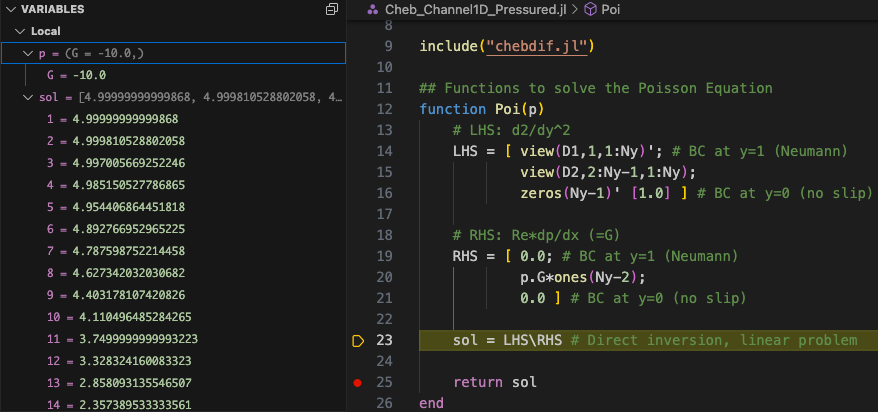 VARIABLES
Local
p = (G = -10.0,)
G = -10.0
sol = [4.99999999999868, 4.999810528802058, 4…
1 = 4.99999999999868
2 = 4.999810528802058
3 = 4.997005669252246
4 = 4.985150527786865
5 = 4.954406864451818
6 = 4.892766952965225
7 = 4.787598752214458
8 = 4.627342032030682
9 = 4.403178107420826
10 = 4.110496485284265
11 = 3.7499999999993223
12 = 3.328324160083323
13 = 2.858093135546507
14 = 2.357389533333561
Cheb_Channel1D_Pressured.jl > Poi
8
9 include("chebdif.jl")
10
11 ## Functions to solve the Poisson Equation
12 function Poi(p)
13 # LHS: d2/dy^2
14 LHS = [ view(D1,1,1:Ny)'; # BC at y=1 (Neumann)
15 view(D2,2:Ny-1,1:Ny);
16 zeros(Ny-1)' [1.0] ] # BC at y=0 (no slip)
17
18 # RHS: Re*dp/dx (=G)
19 RHS = [ 0.0; # BC at y=1 (Neumann)
20 p.G*ones(Ny-2);
21 0.0 ] # BC at y=0 (no slip)
22
23 sol = LHS\RHS # Direct inversion, linear problem
24
25 return sol
26 end